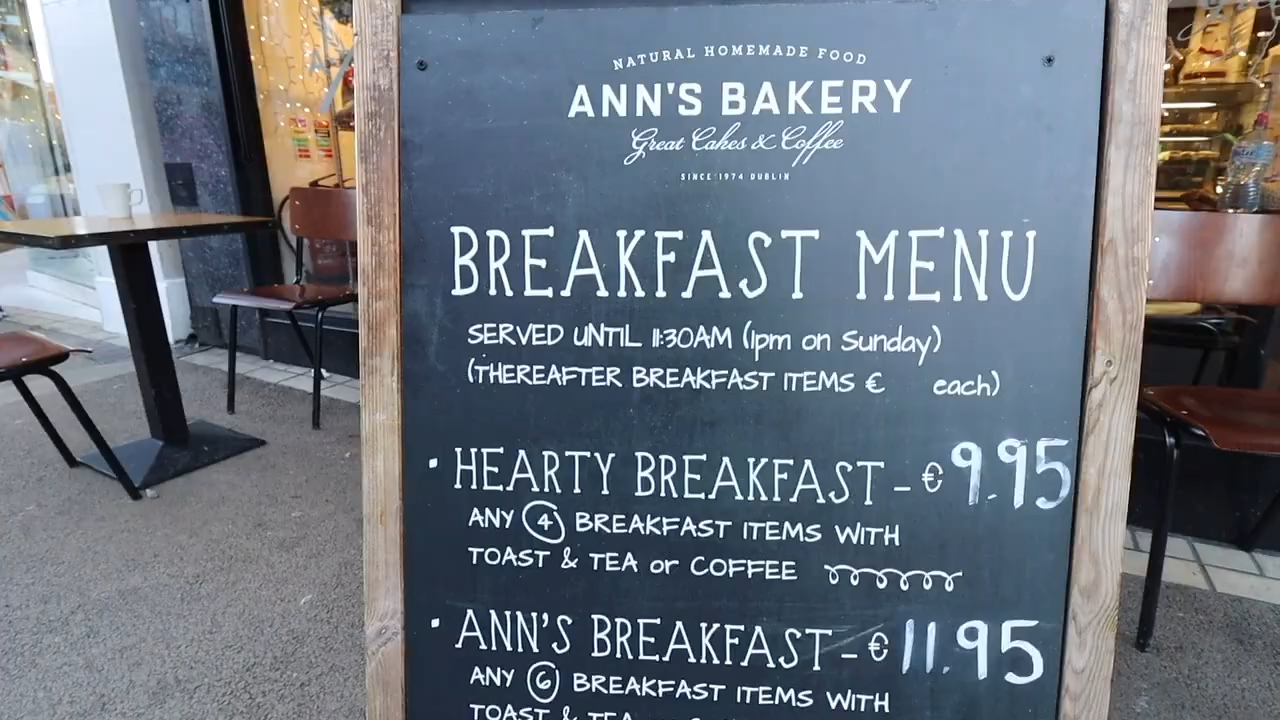 NATURAL HOMEMADE FOOD
ANN'S BAKERY
Great Cakes & Coffee
SINCE 1974 DUBLIN
BREAKFAST MENU
SERVED UNTIL 11:30AM (1pm on Sunday)
(THEREAFTER BREAKFAST ITEMS € each)
· HEARTY BREAKFAST - € 9.95
ANY 4 BREAKFAST ITEMS WITH
TOAST & TEA or COFFEE
· ANN'S BREAKFAST - € 11.95
ANY 6 BREAKFAST ITEMS WITH
TOAST & TEA